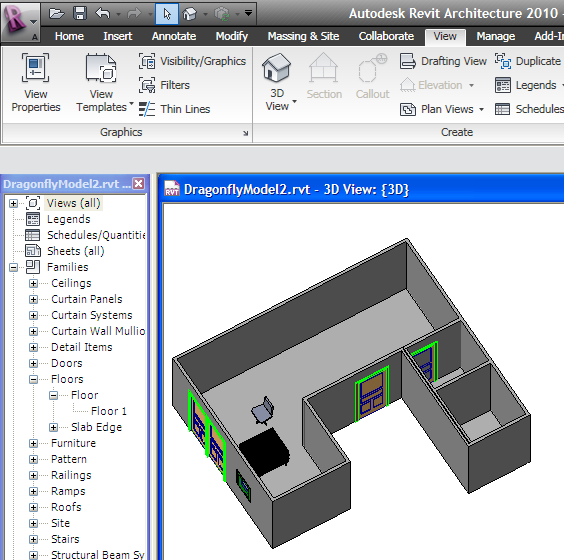 Autodesk Revit Architecture 2010 -
Home Insert Annotate Modify Massing & Site Collaborate View Manage Add-I
View Properties
View Templates
Visibility/Graphics
Filters
Thin Lines
Graphics
3D View
Section
Callout
Drafting View
Elevation
Plan Views
Duplicate
Legends
Schedules
Create
DragonflyModel2.rvt ...
Views (all)
Legends
Schedules/Quantitie
Sheets (all)
Families
Ceilings
Curtain Panels
Curtain Systems
Curtain Wall Mullio
Detail Items
Doors
Floors
Floor
Floor 1
Slab Edge
Furniture
Pattern
Railings
Ramps
Roofs
Site
Stairs
Structural Beam Sy
RVT DragonflyModel2.rvt - 3D View: {3D}